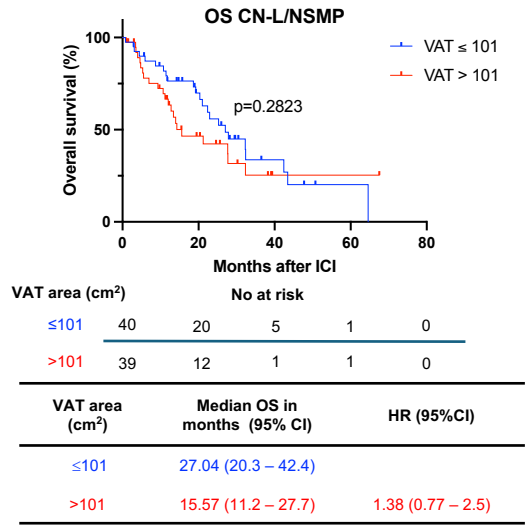 OS CN-L/NSMP
Overall survival (%)
100
50
0
VAT ≤ 101
VAT > 101
p=0.2823
0 20 40 60 80
Months after ICI
VAT area (cm²) No at risk
≤101 40 20 5 1 0
>101 39 12 1 1 0
VAT area Median OS in HR (95%CI)
(cm²) months (95% CI)
≤101 27.04 (20.3 – 42.4)
>101 15.57 (11.2 – 27.7) 1.38 (0.77 – 2.5)